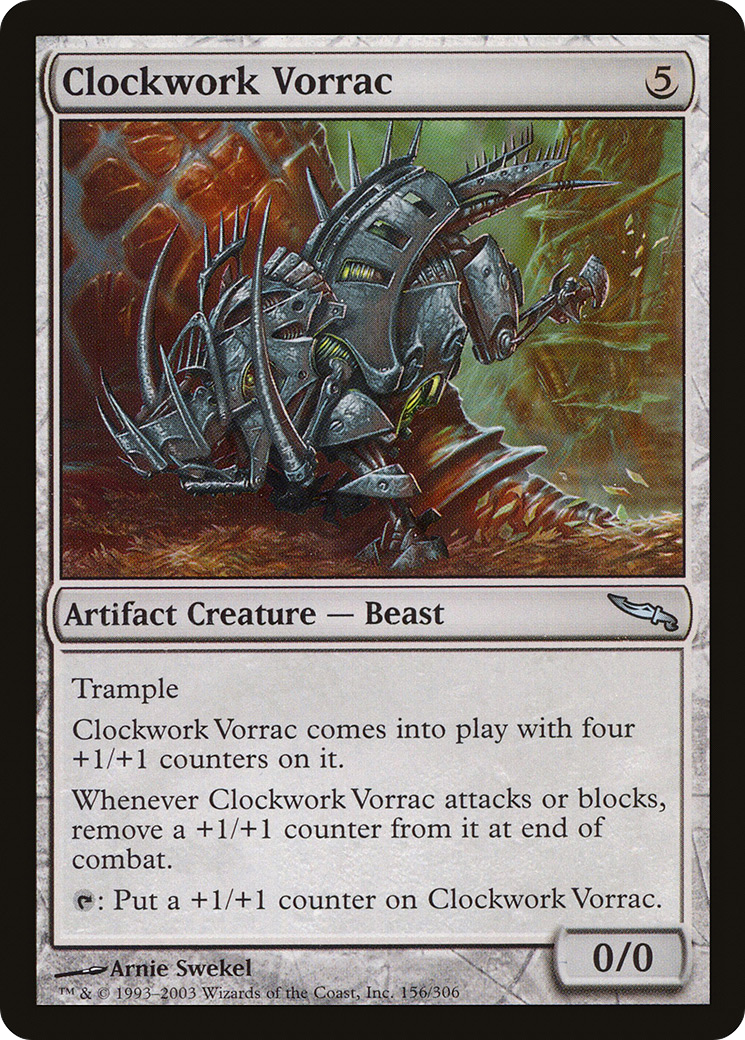 Clockwork Vorrac
5
Artifact Creature — Beast
Trample
Clockwork Vorrac comes into play with four
+1/+1 counters on it.
Whenever Clockwork Vorrac attacks or blocks,
remove a +1/+1 counter from it at end of
combat.
: Put a +1/+1 counter on Clockwork Vorrac.
0/0
Arnie Swekel
™ & © 1993–2003 Wizards of the Coast, Inc. 156/306